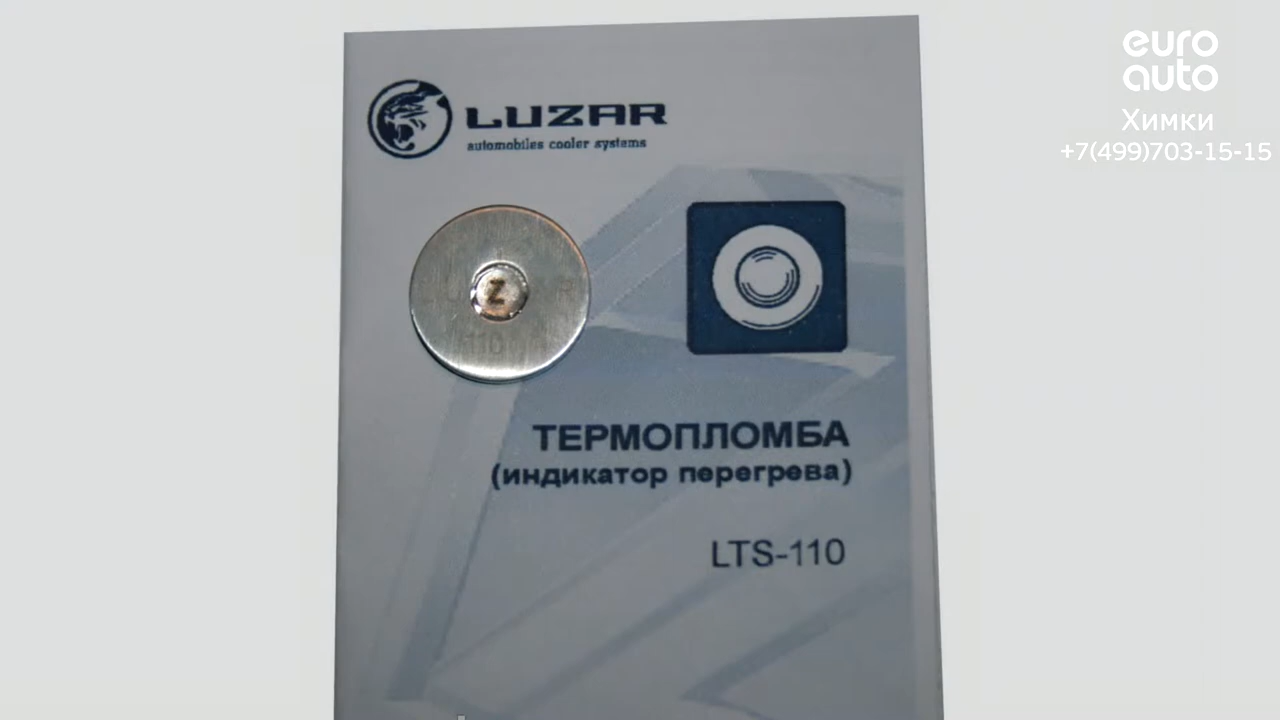 euro
auto
Химки
+7(499)703-15-15
LUZAR
automobiles cooler systems
Z
110
ТЕРМОПЛОМБА
(индикатор перегрева)
LTS-110